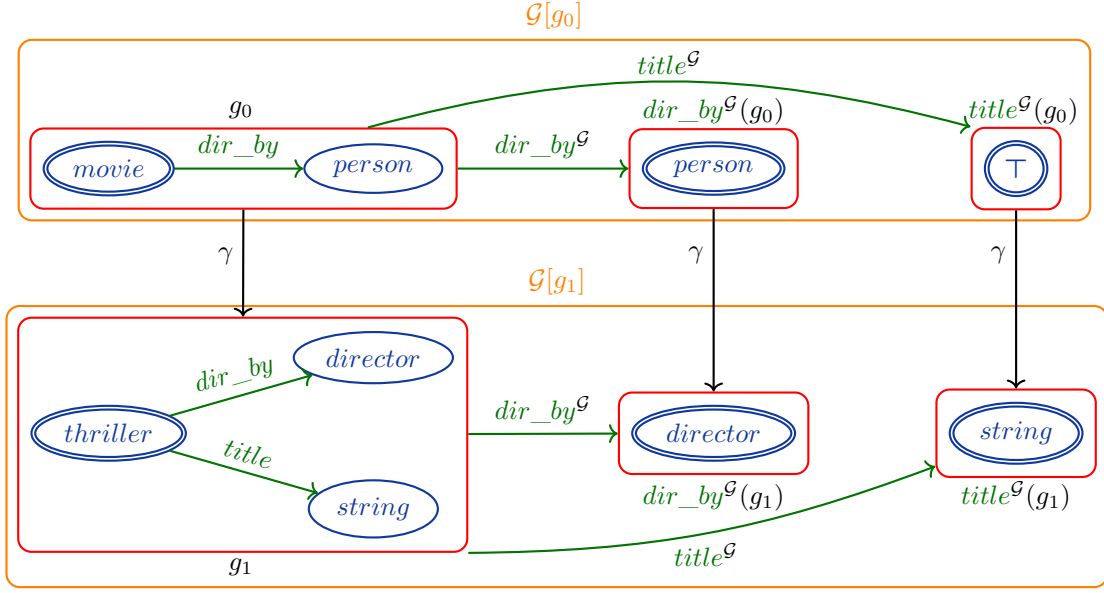 𝒢[g₀]
title^𝒢
g₀ dir_by^𝒢(g₀) title^𝒢(g₀)
movie dir_by person dir_by^𝒢 person ⊤
γ γ γ
𝒢[g₁]
director
dir_by
thriller dir_by^𝒢 director string
title
string dir_by^𝒢(g₁) title^𝒢(g₁)
g₁ title^𝒢